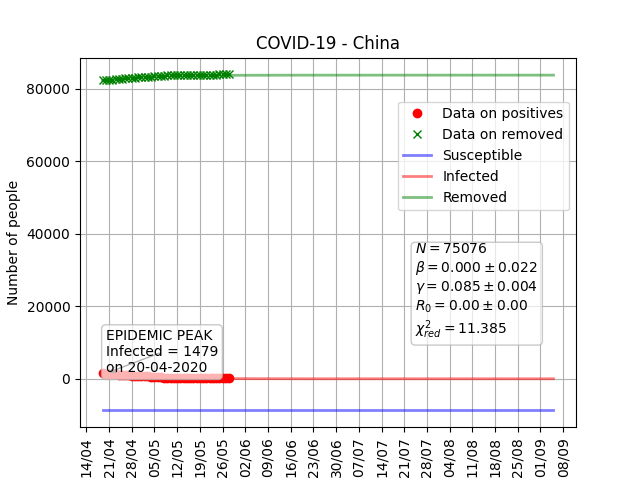 COVID-19 - China
Number of people
80000
60000
40000
20000
0
Data on positives
Data on removed
Susceptible
Infected
Removed
N = 75076
β = 0.000 ± 0.022
γ = 0.085 ± 0.004
R₀ = 0.00 ± 0.00
χ²_red = 11.385
EPIDEMIC PEAK
Infected = 1479
on 20-04-2020
14/04
21/04
28/04
05/05
12/05
19/05
26/05
02/06
09/06
16/06
23/06
30/06
07/07
14/07
21/07
28/07
04/08
11/08
18/08
25/08
01/09
08/09